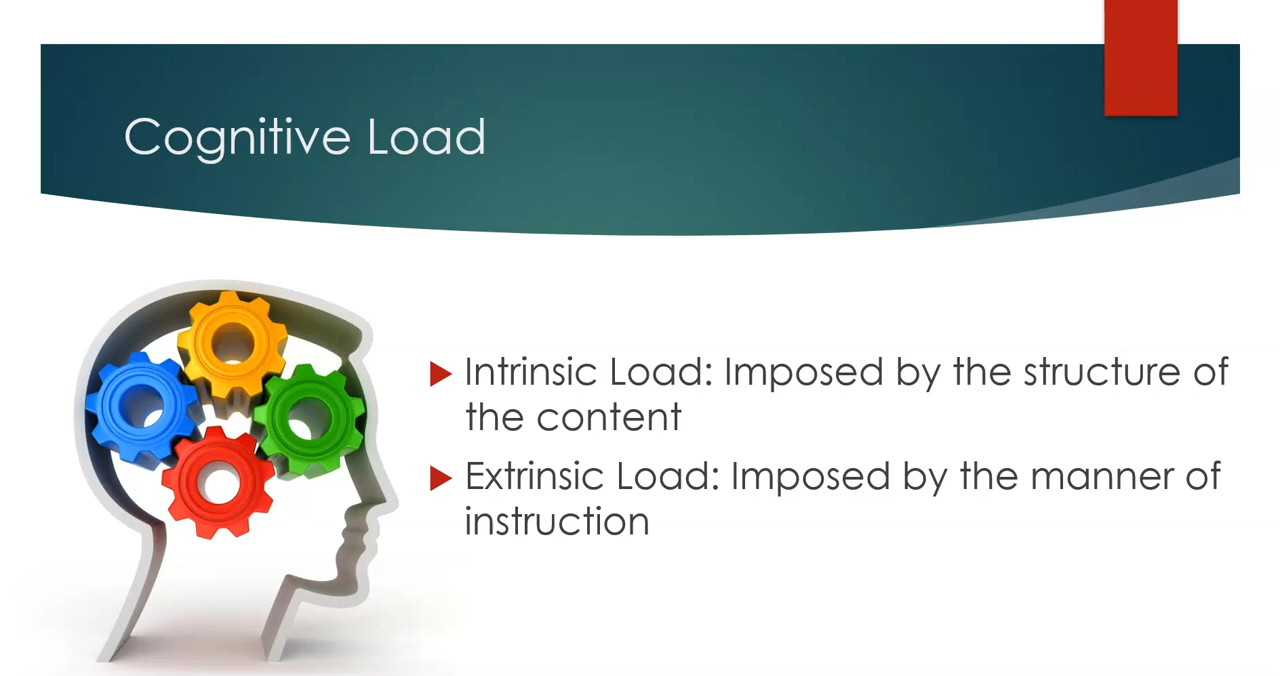 Cognitive Load
Intrinsic Load: Imposed by the structure of
the content
Extrinsic Load: Imposed by the manner of
instruction